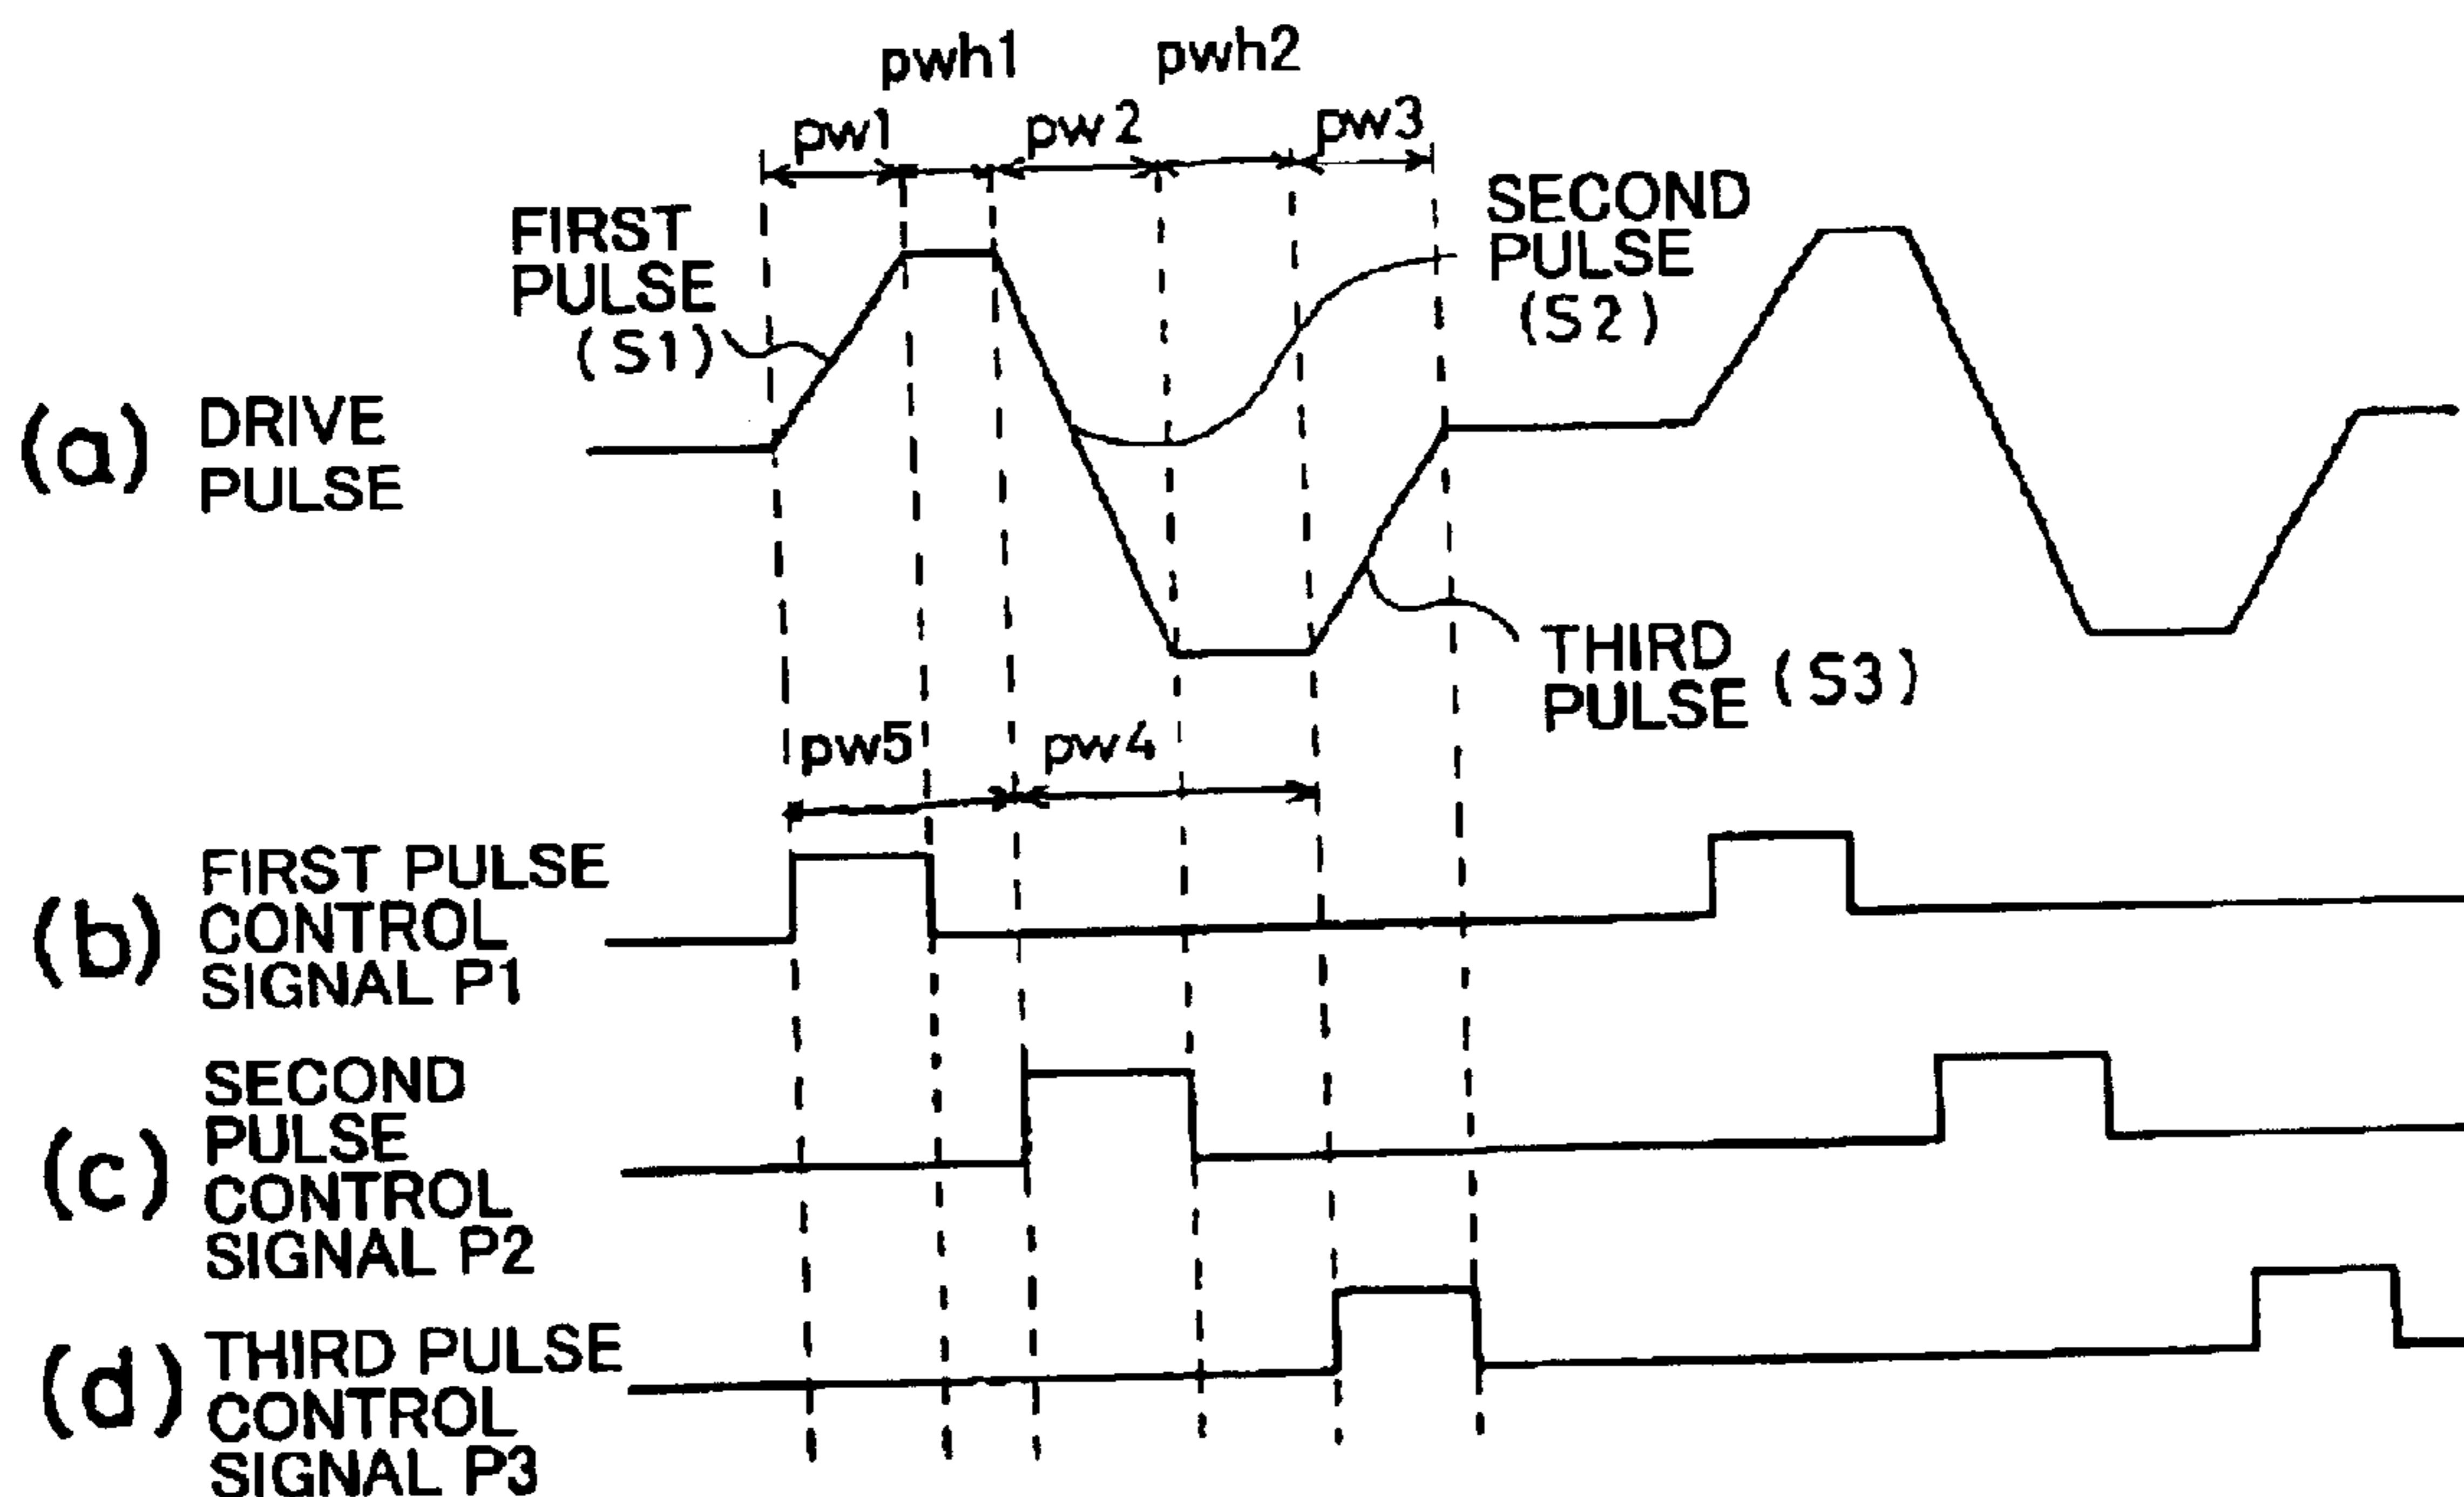 pwh1 pwh2
pw1 pw2 pw3
FIRST
PULSE
(S1)
SECOND
PULSE
(S2)
(a) DRIVE
PULSE
THIRD
PULSE (S3)
pw5 pw4
(b) FIRST PULSE
CONTROL
SIGNAL P1
(c) SECOND
PULSE
CONTROL
SIGNAL P2
(d) THIRD PULSE
CONTROL
SIGNAL P3